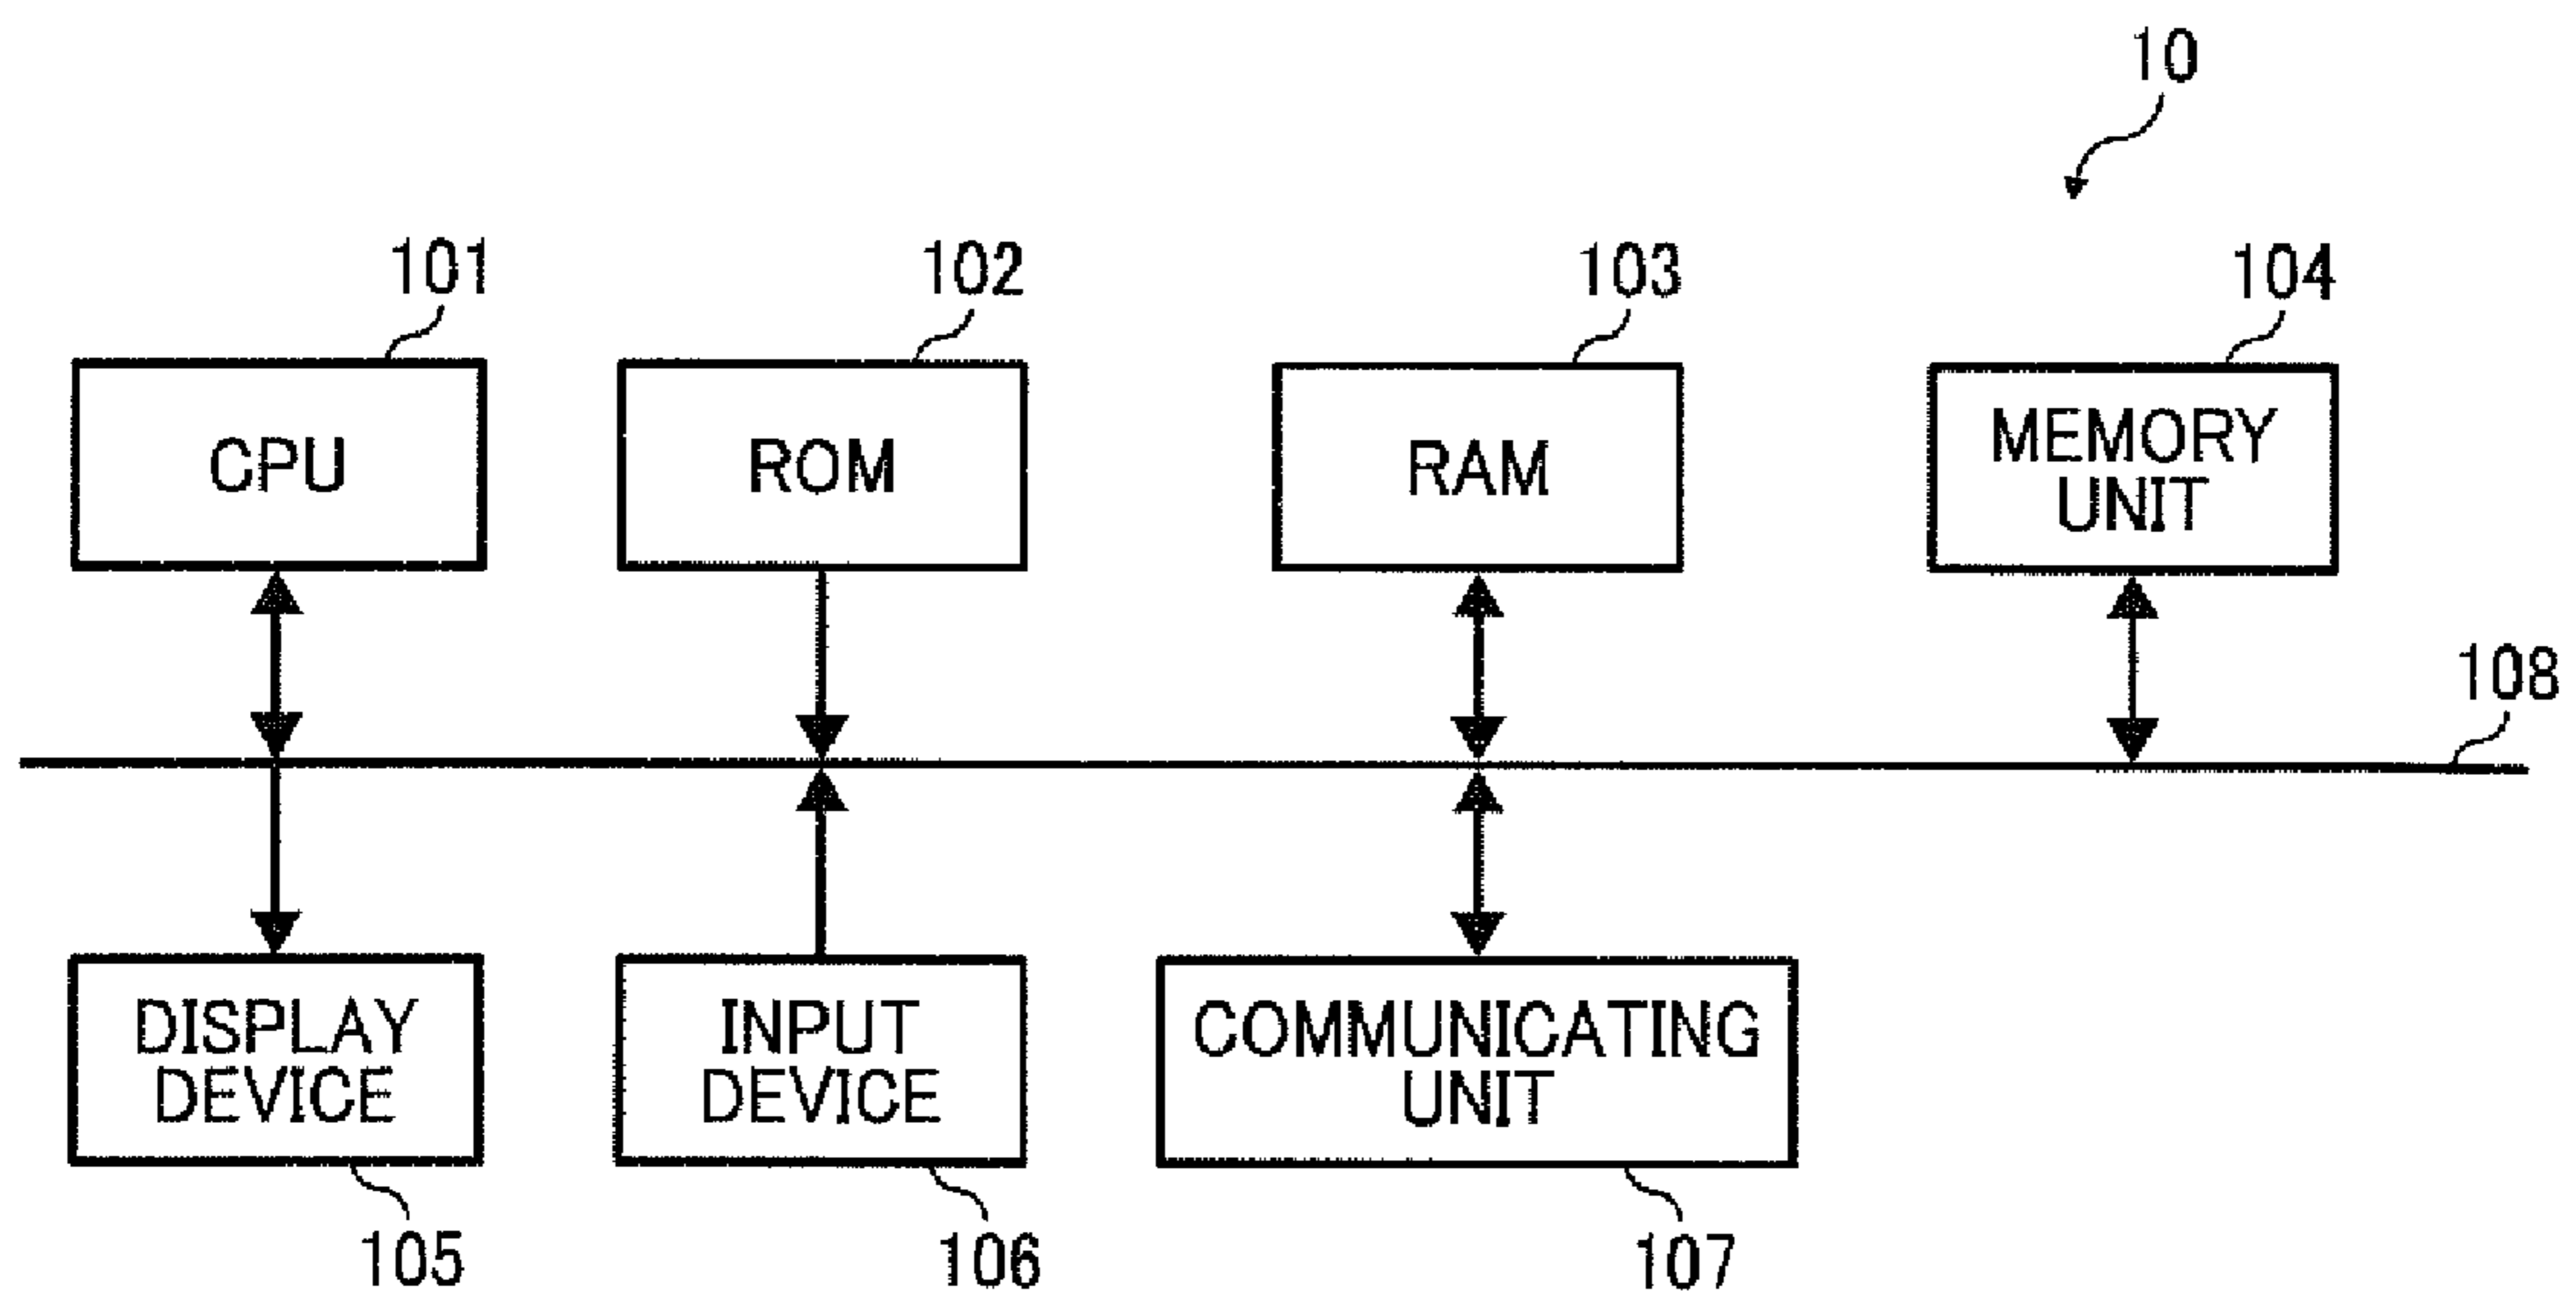 10
101
102
103
104
CPU
ROM
RAM
MEMORY
UNIT
108
DISPLAY
DEVICE
INPUT
DEVICE
COMMUNICATING
UNIT
105
106
107